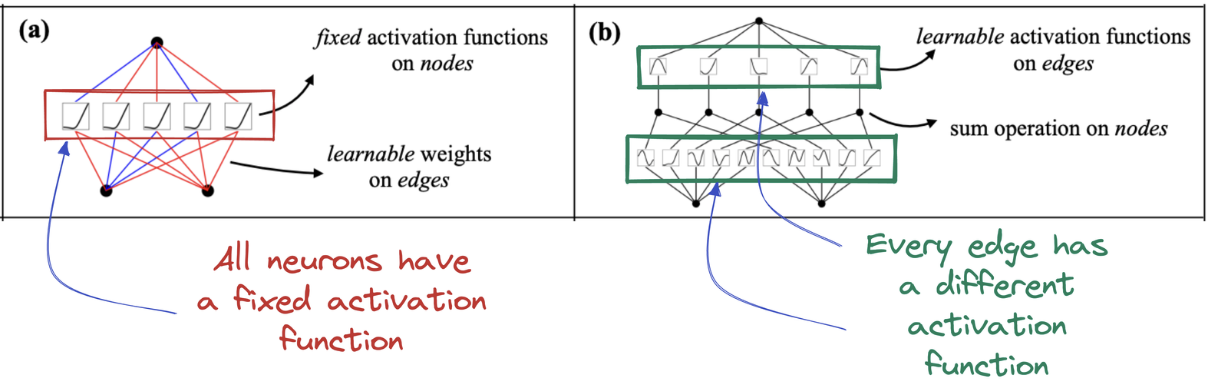 (a)
fixed activation functions
on nodes
learnable weights
on edges
All neurons have
a fixed activation
function
(b)
learnable activation functions
on edges
sum operation on nodes
Every edge has
a different
activation
function